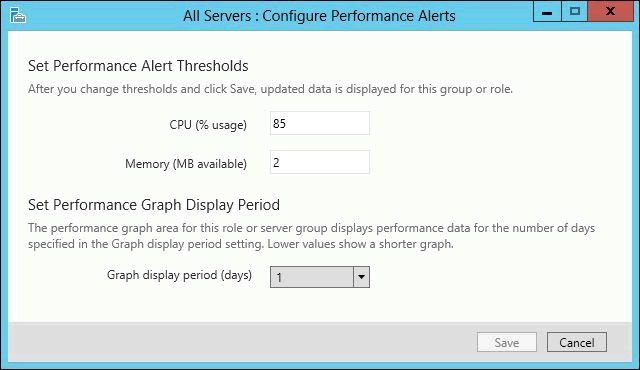 All Servers : Configure Performance Alerts
Set Performance Alert Thresholds
After you change thresholds and click Save, updated data is displayed for this group or role.
CPU (% usage) 85
Memory (MB available) 2
Set Performance Graph Display Period
The performance graph area for this role or server group displays performance data for the number of days
specified in the Graph display period setting. Lower values show a shorter graph.
Graph display period (days) 1
Save Cancel